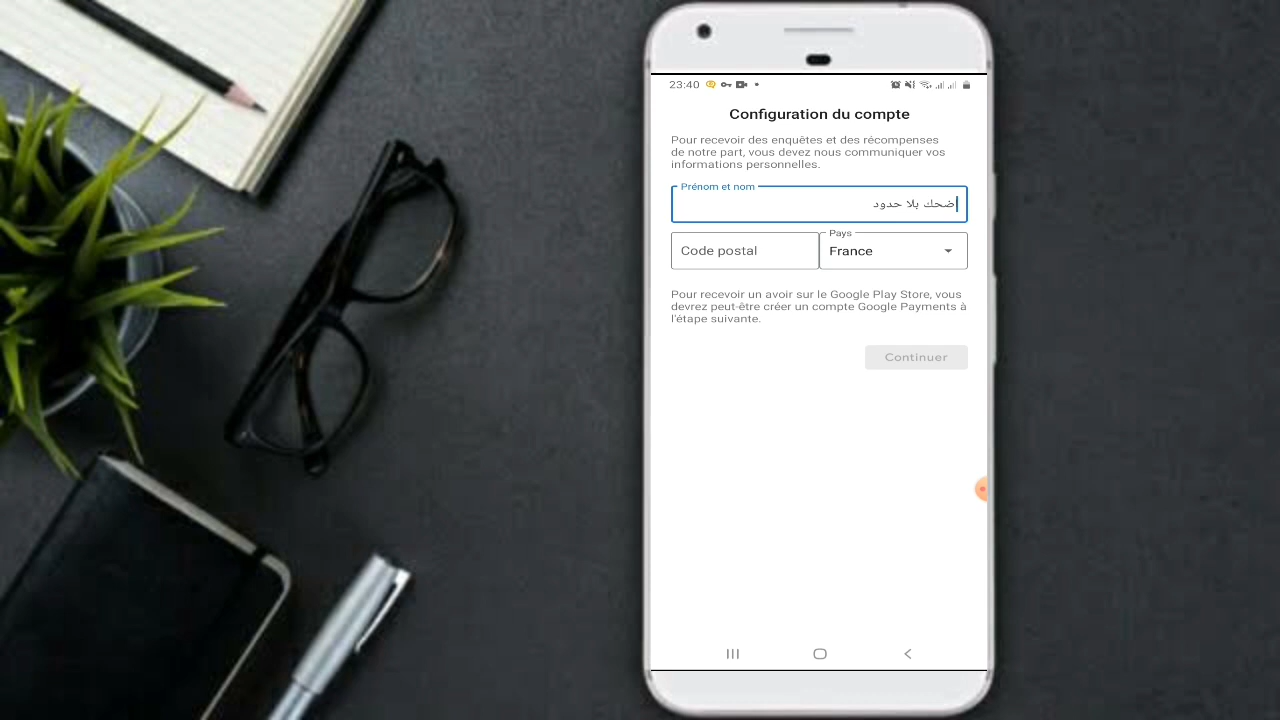 23:40
Configuration du compte
Pour recevoir des enquêtes et des récompenses
de notre part, vous devez nous communiquer vos
informations personnelles.
Prénom et nom
ضحك بلا حدود
Code postal
Pays
France
Pour recevoir un avoir sur le Google Play Store, vous
devrez peut-être créer un compte Google Payments à
l'étape suivante.
Continuer